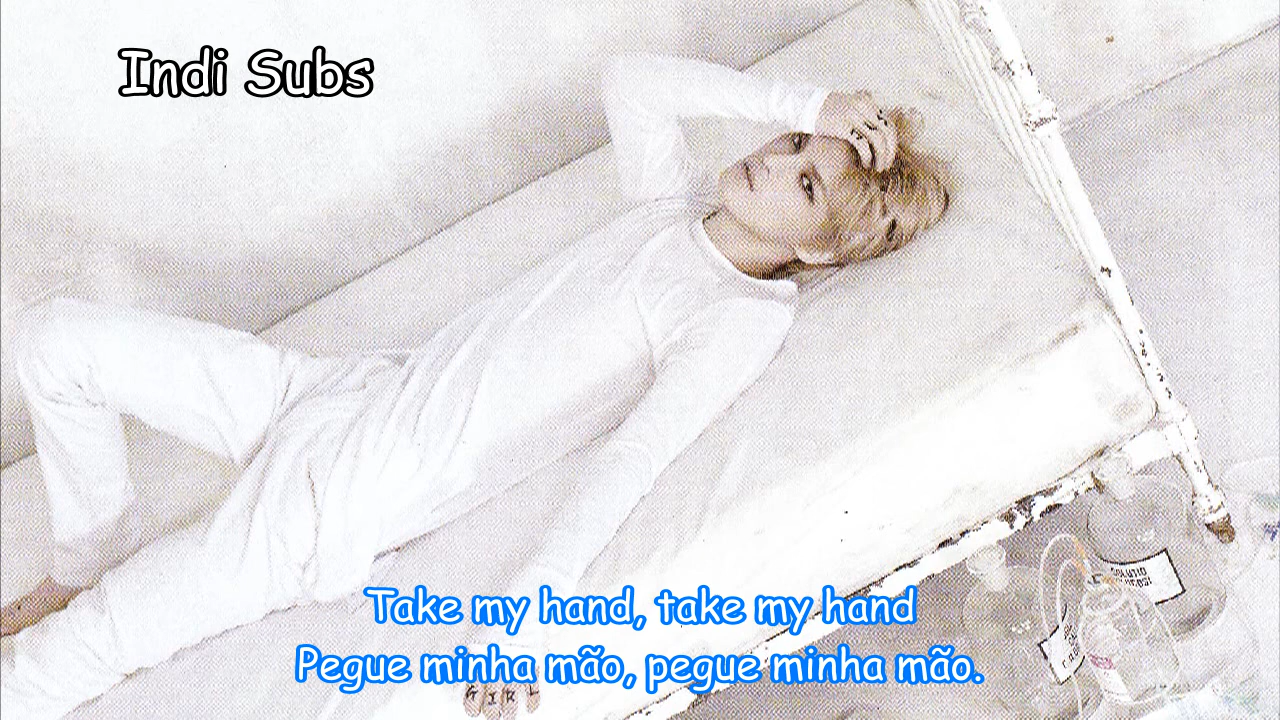 Indi Subs
Take my hand, take my hand
Pegue minha mão, pegue minha mão.